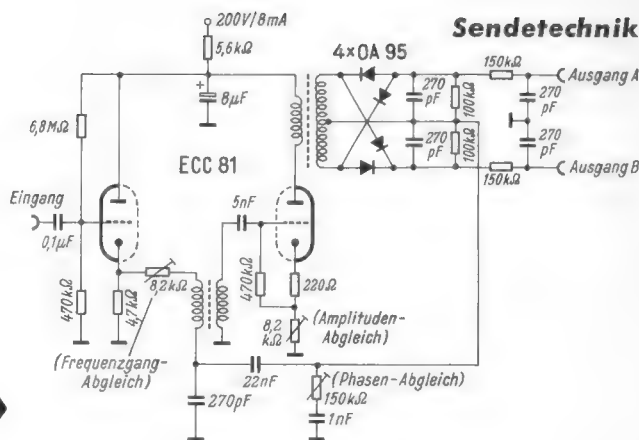 Sendetechnik
200V/8mA
5,6kΩ
4×OA 95
150kΩ
Ausgang A
+
8μF
270
pF
100kΩ
270
pF
6,8MΩ
ECC 81
270
pF
100kΩ
270
pF
150kΩ
Ausgang B
Eingang
5nF
0,1μF
470kΩ
4,7kΩ
8,2kΩ
470kΩ
220Ω
8,2
kΩ
(Amplituden-
Abgleich)
(Frequenzgang-
Abgleich)
22nF
(Phasen-Abgleich)
270pF
150kΩ
1nF